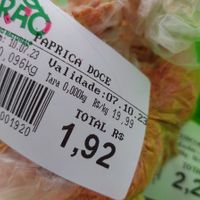 RÃO
PAPRICA DOCE
10.07.23
Validade:07.10.23
0,096kg
Tara 0,000kg R$/kg 19,99
TOTAL R$
1,92
001920
TO
2,2